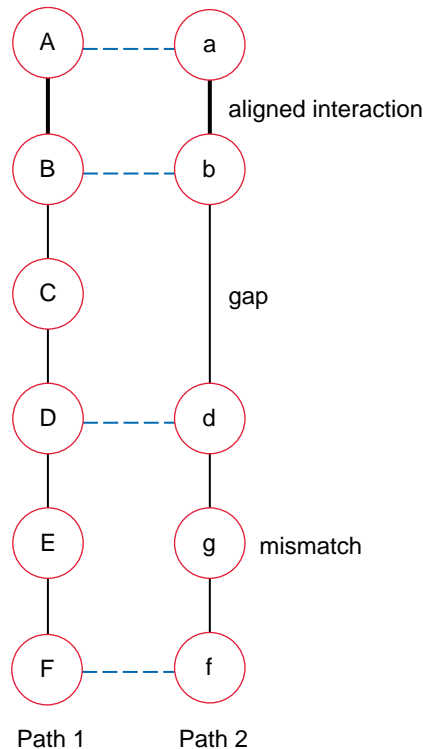 A a
aligned interaction
B b
C
gap
D d
E g mismatch
F f
Path 1 Path 2